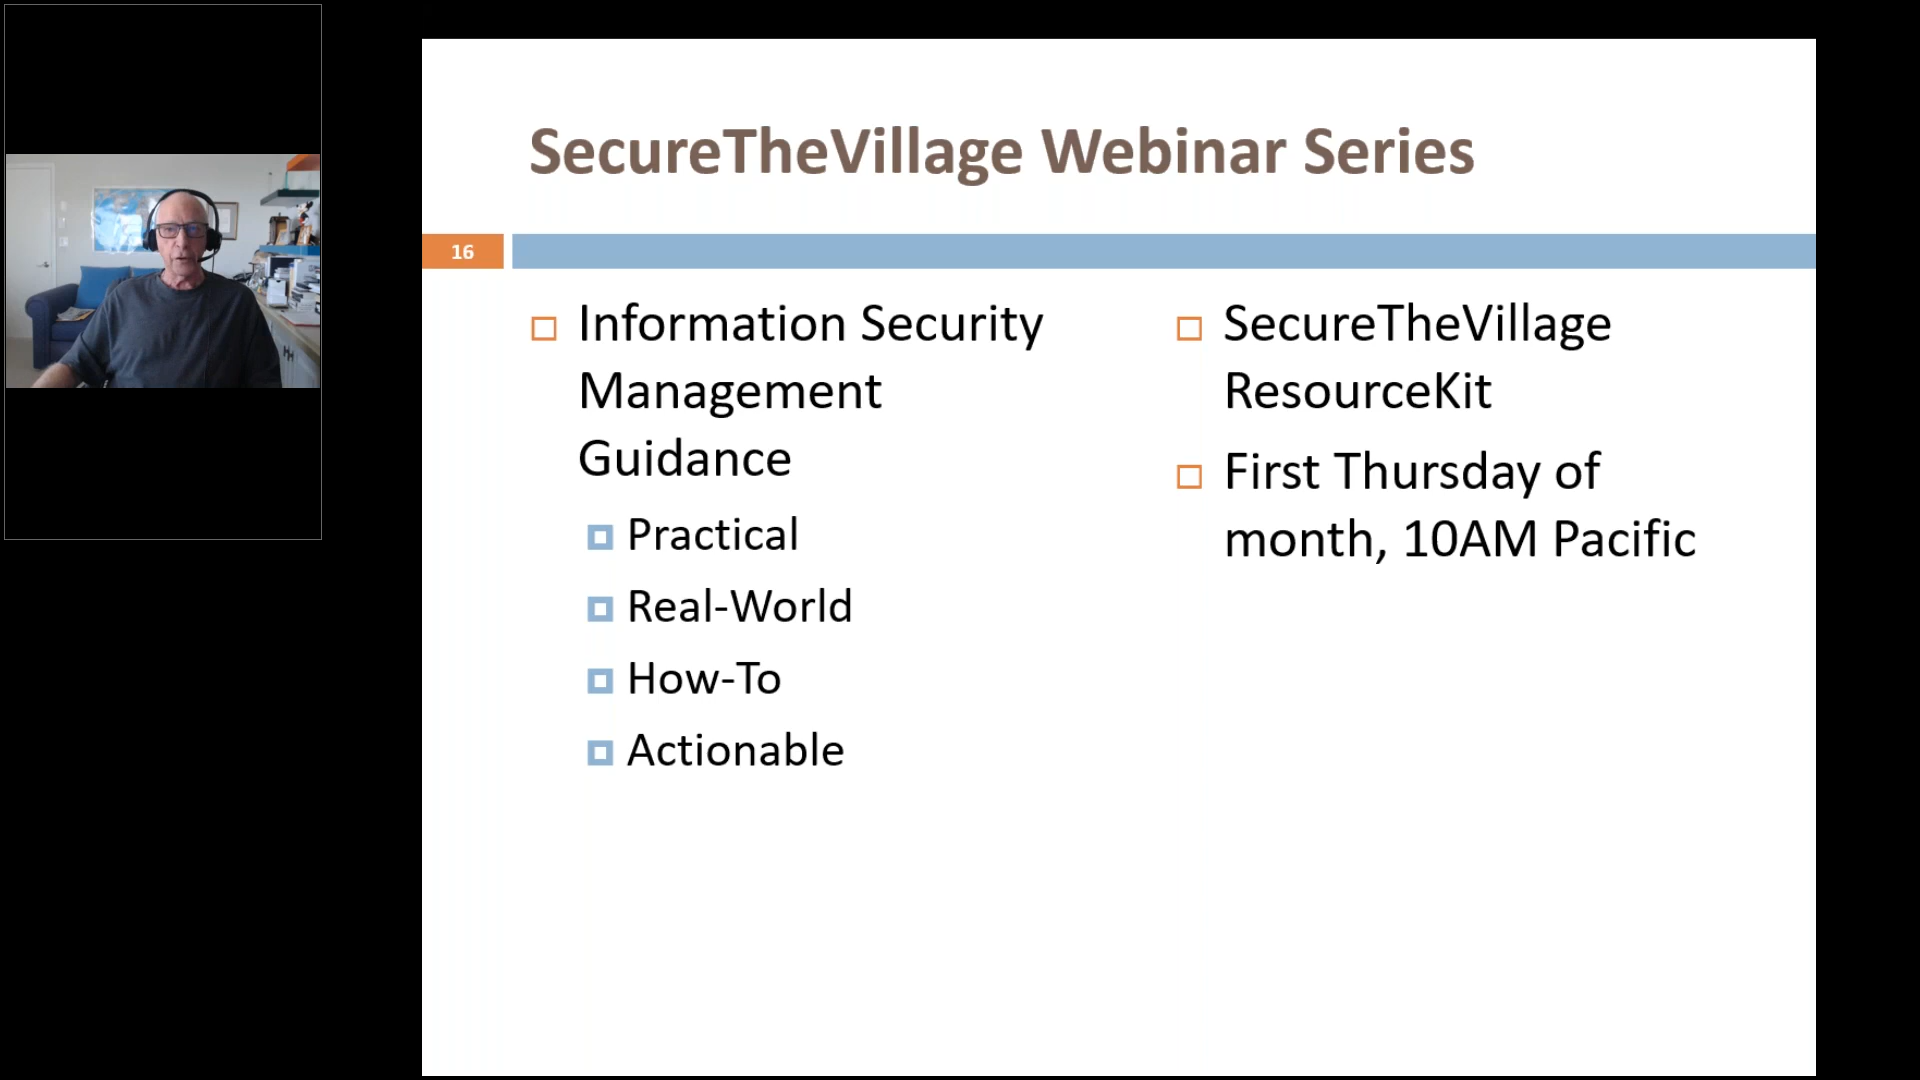 SecureTheVillage Webinar Series
16
Information Security
Management
Guidance
Practical
Real-World
How-To
Actionable
SecureTheVillage
ResourceKit
First Thursday of
month, 10AM Pacific